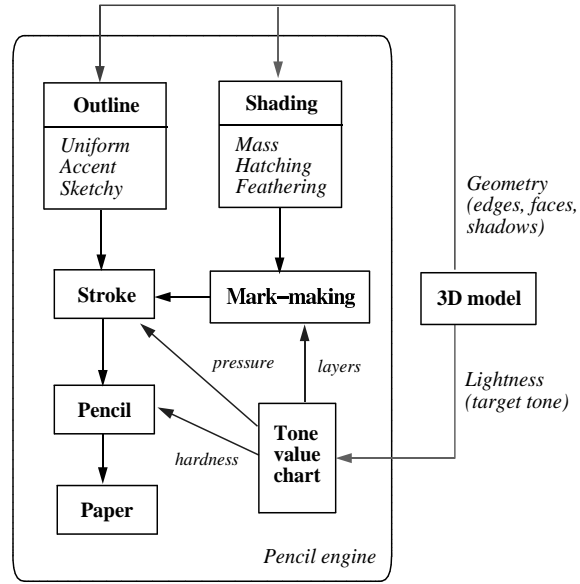 Outline
Uniform
Accent
Sketchy
Shading
Mass
Hatching
Feathering
Geometry
(edges, faces,
shadows)
Stroke
Mark−making
3D model
pressure
layers
Lightness
(target tone)
Pencil
hardness
Tone
value
chart
Paper
Pencil engine